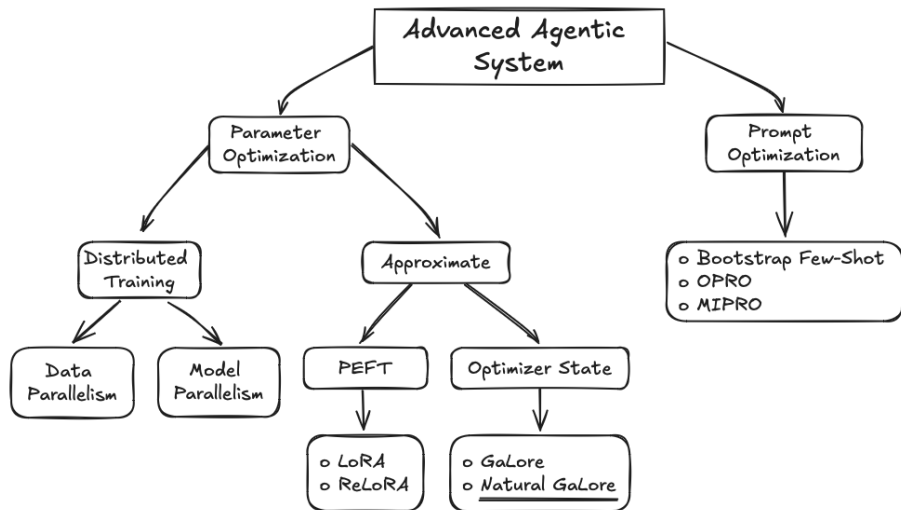 Advanced Agentic
System
Parameter
Optimization
Prompt
Optimization
Distributed
Training
Approximate
o Bootstrap Few-Shot
o OPRO
o MIPRO
Data
Parallelism
Model
Parallelism
PEFT
Optimizer State
o LoRA
o ReLoRA
o GaLore
o Natural GaLore